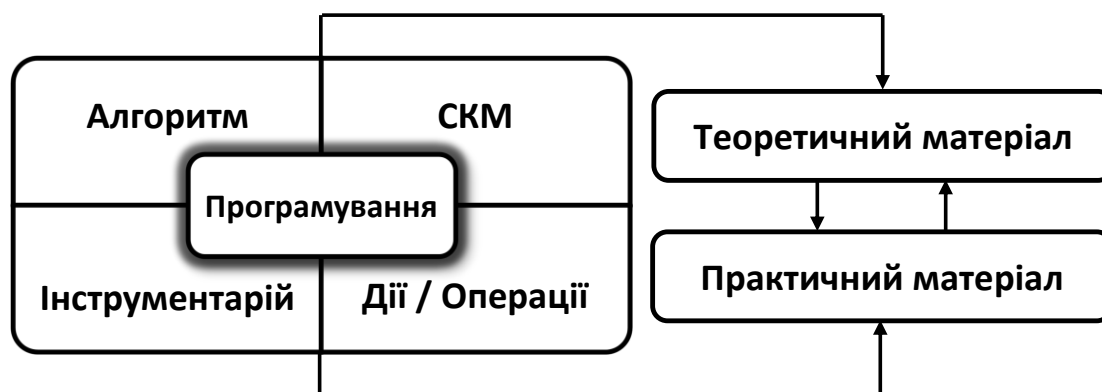 Алгоритм
СКМ
Програмування
Інструментарій
Дії / Операції
Теоретичний матеріал
Практичний матеріал